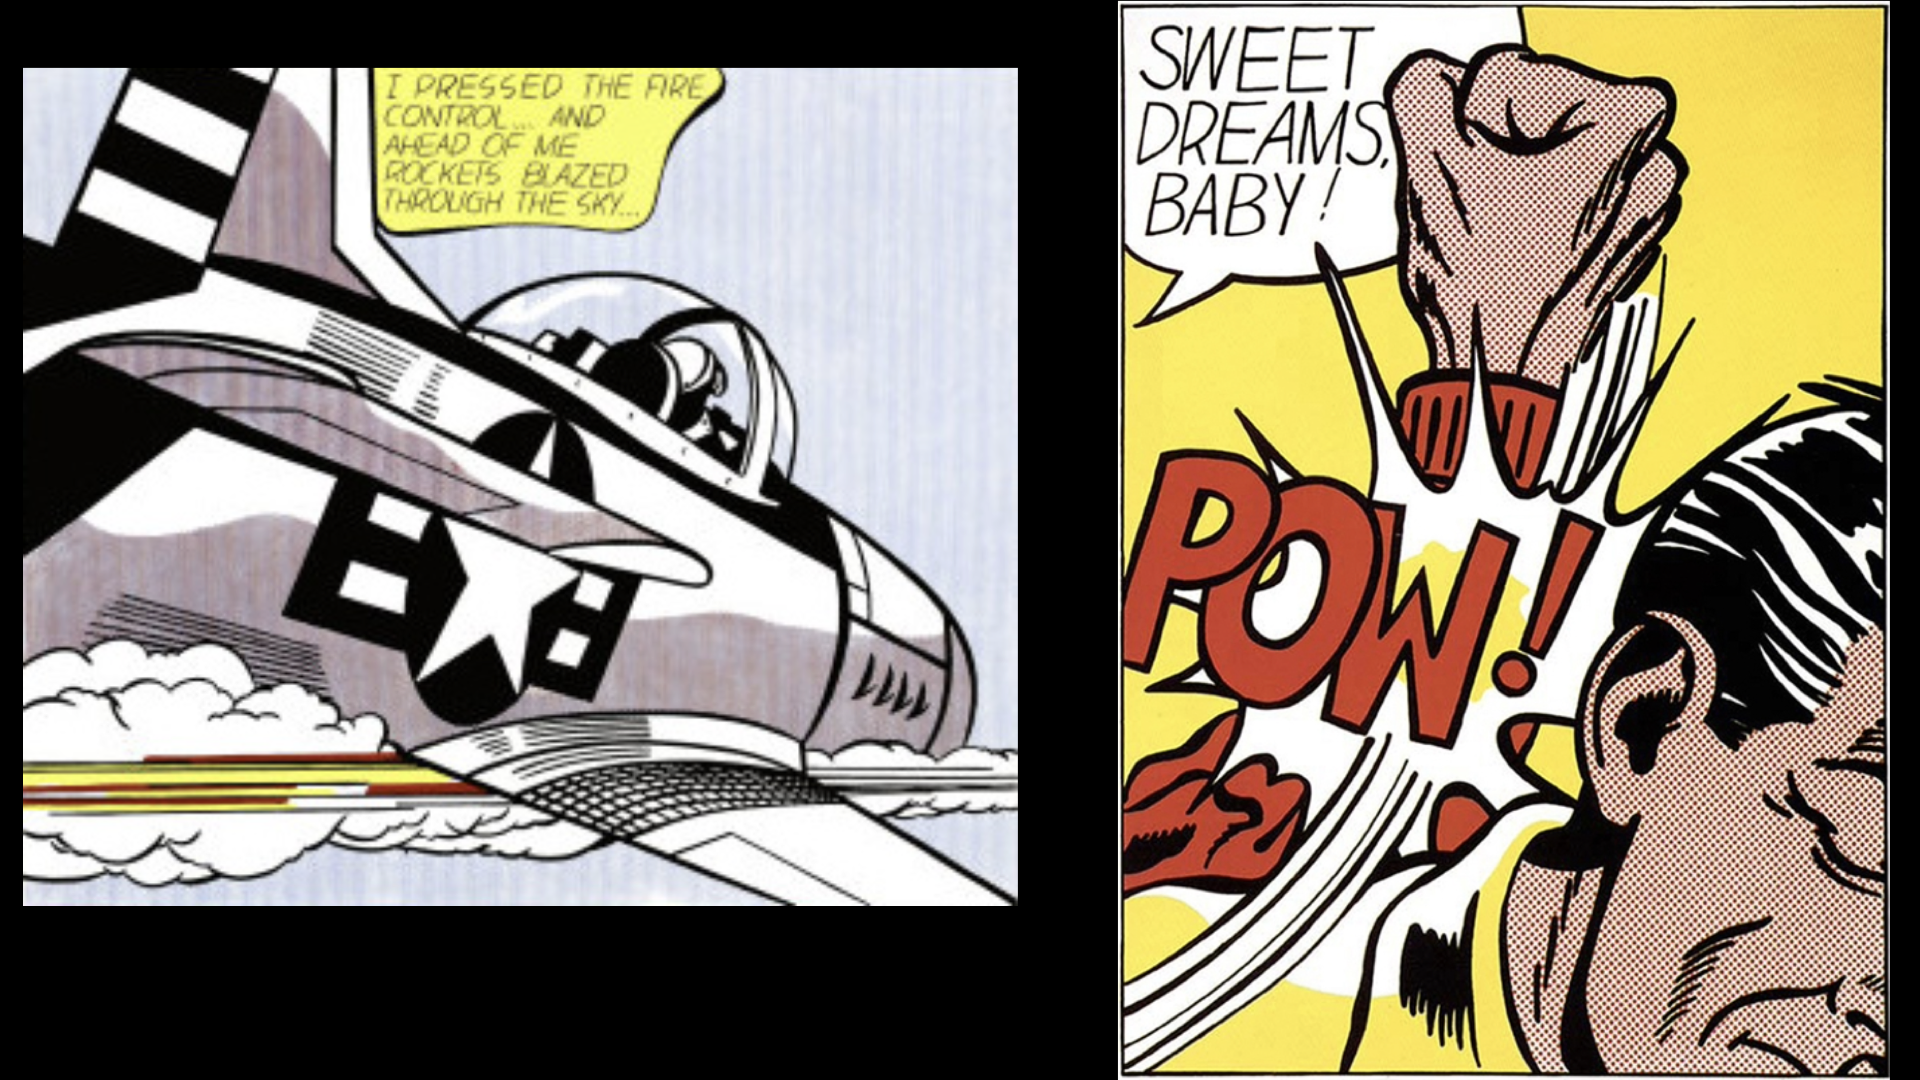 I PRESSED THE FIRE
CONTROL... AND
AHEAD OF ME
ROCKETS BLAZED
THROUGH THE SKY...
SWEET
DREAMS,
BABY!
POW!